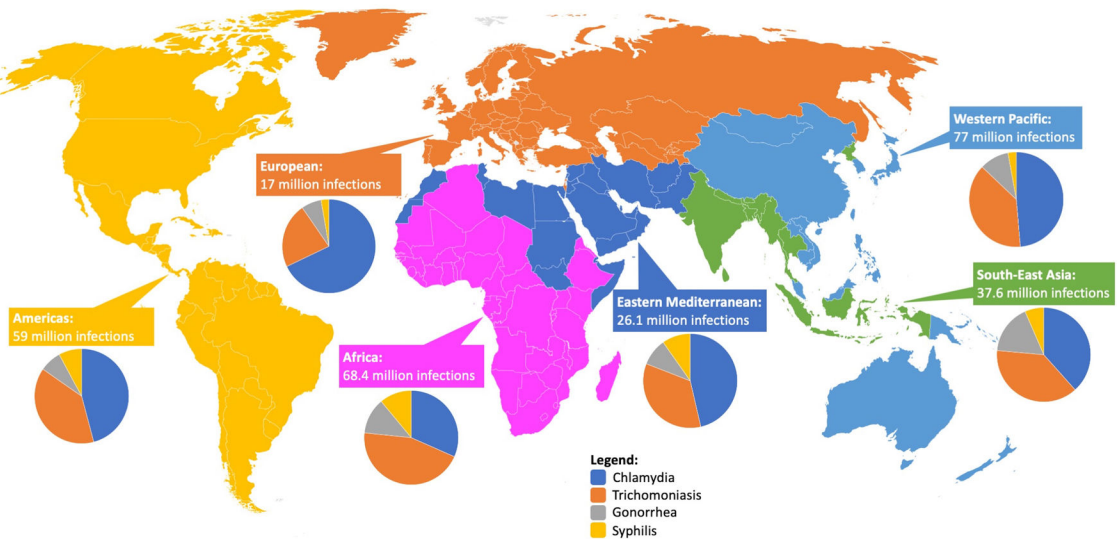 Western Pacific:
77 million infections
European:
17 million infections
South-East Asia:
37.6 million infections
Eastern Mediterranean:
26.1 million infections
Americas:
59 million infections
Africa:
68.4 million infections
Legend:
Chlamydia
Trichomoniasis
Gonorrhea
Syphilis